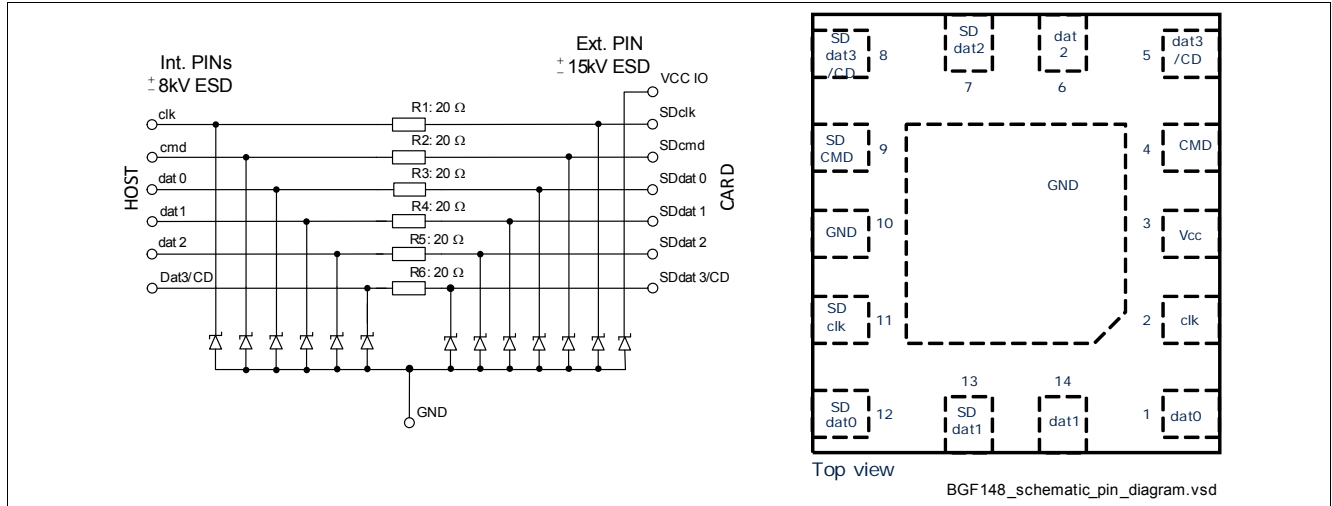 Int. PINs
± 8kV ESD
Ext. PIN
± 15kV ESD
VCC IO
clk
R1: 20 Ω
SDclk
cmd
R2: 20 Ω
SDcmd
dat 0
R3: 20 Ω
SDdat 0
dat 1
R4: 20 Ω
SDdat 1
dat 2
R5: 20 Ω
SDdat 2
Dat3/CD
R6: 20 Ω
SDdat 3/CD
HOST
CARD
GND
SD
dat3
/CD
8
SD
dat2
7
dat
2
6
5
dat3
/CD
SD
CMD
9
4
CMD
GND
GND
10
3
Vcc
SD
clk
11
2
clk
SD
dat0
12
13
SD
dat1
14
dat1
1
dat0
Top view
BGF148_schematic_pin_diagram.vsd